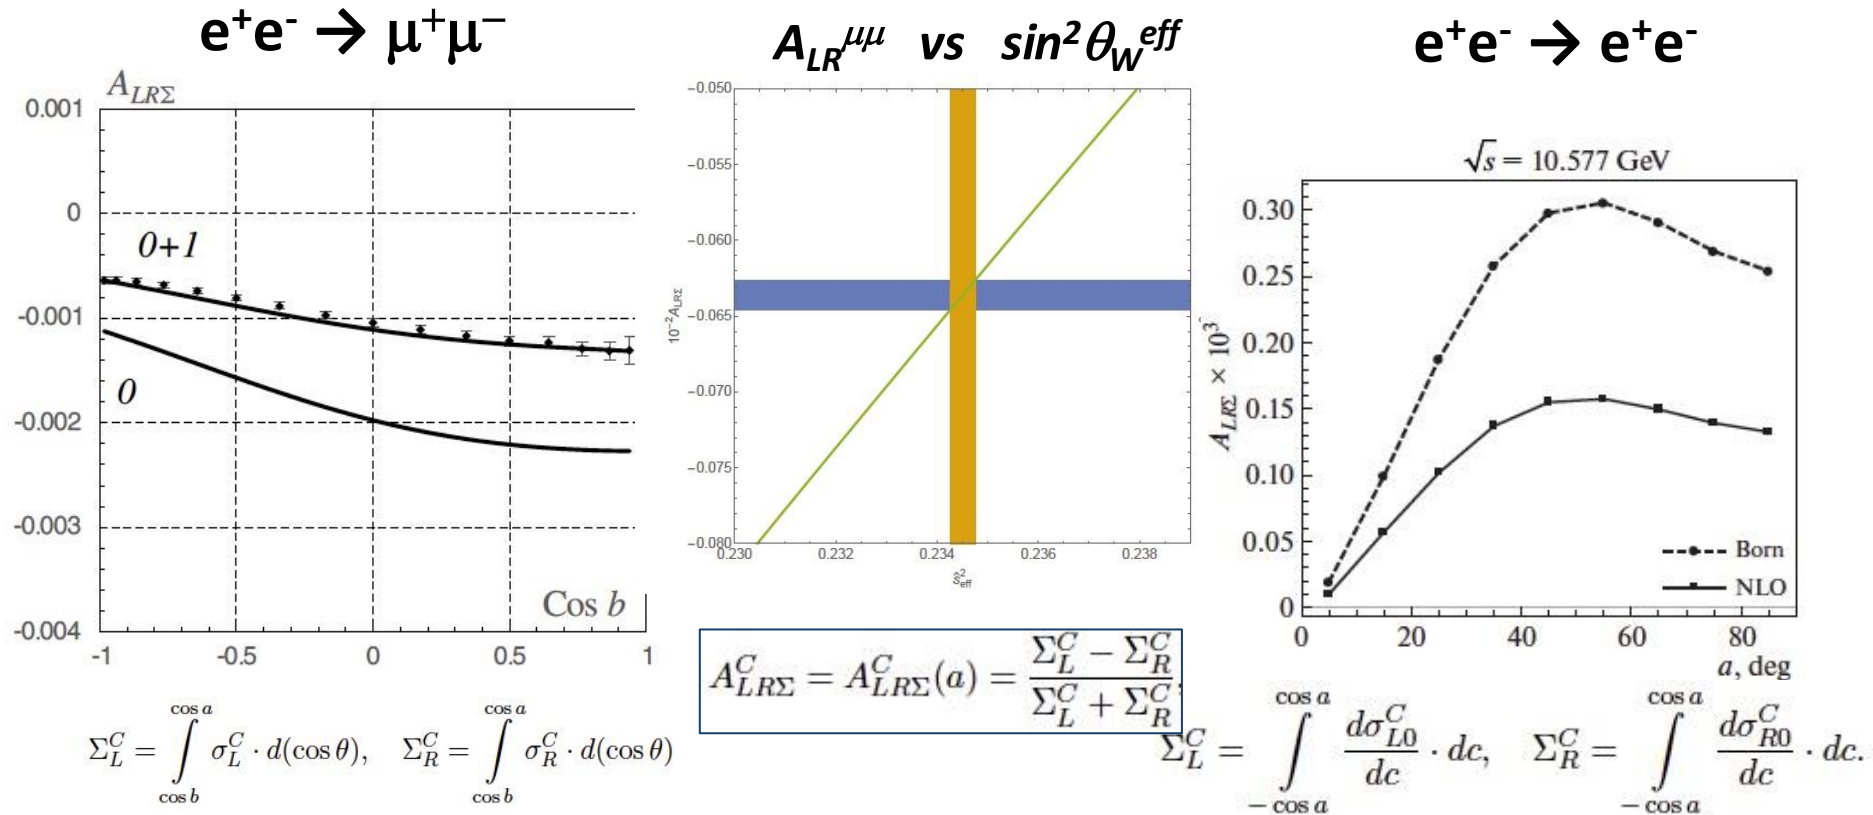 e⁺e⁻ → μ⁺μ⁻
A_LRΣ
0.001
0
-0.001
-0.002
-0.003
-0.004
0+1
0
Cos b
-1 -0.5 0 0.5 1
Σ_L^C = ∫_{cos b}^{cos a} σ_L^C · d(cos θ), Σ_R^C = ∫_{cos b}^{cos a} σ_R^C · d(cos θ)
A_LR^μμ vs sin²θ_W^eff
−0.050
−0.055
−0.060
−0.065
−0.070
−0.075
−0.080
10⁻² A_LRΣ
0.230 0.232 0.234 0.236 0.238
ŝ²_eff
A_LRΣ^C = A_LRΣ^C(a) = (Σ_L^C − Σ_R^C) / (Σ_L^C + Σ_R^C),
e⁺e⁻ → e⁺e⁻
√s = 10.577 GeV
A_LRΣ × 10³
0.30
0.25
0.20
0.15
0.10
0.05
0
Born
NLO
0 20 40 60 80
a, deg
Σ_L^C = ∫_{− cos a}^{cos a} dσ_L0^C/dc · dc, Σ_R^C = ∫_{− cos a}^{cos a} dσ_R0^C/dc · dc.